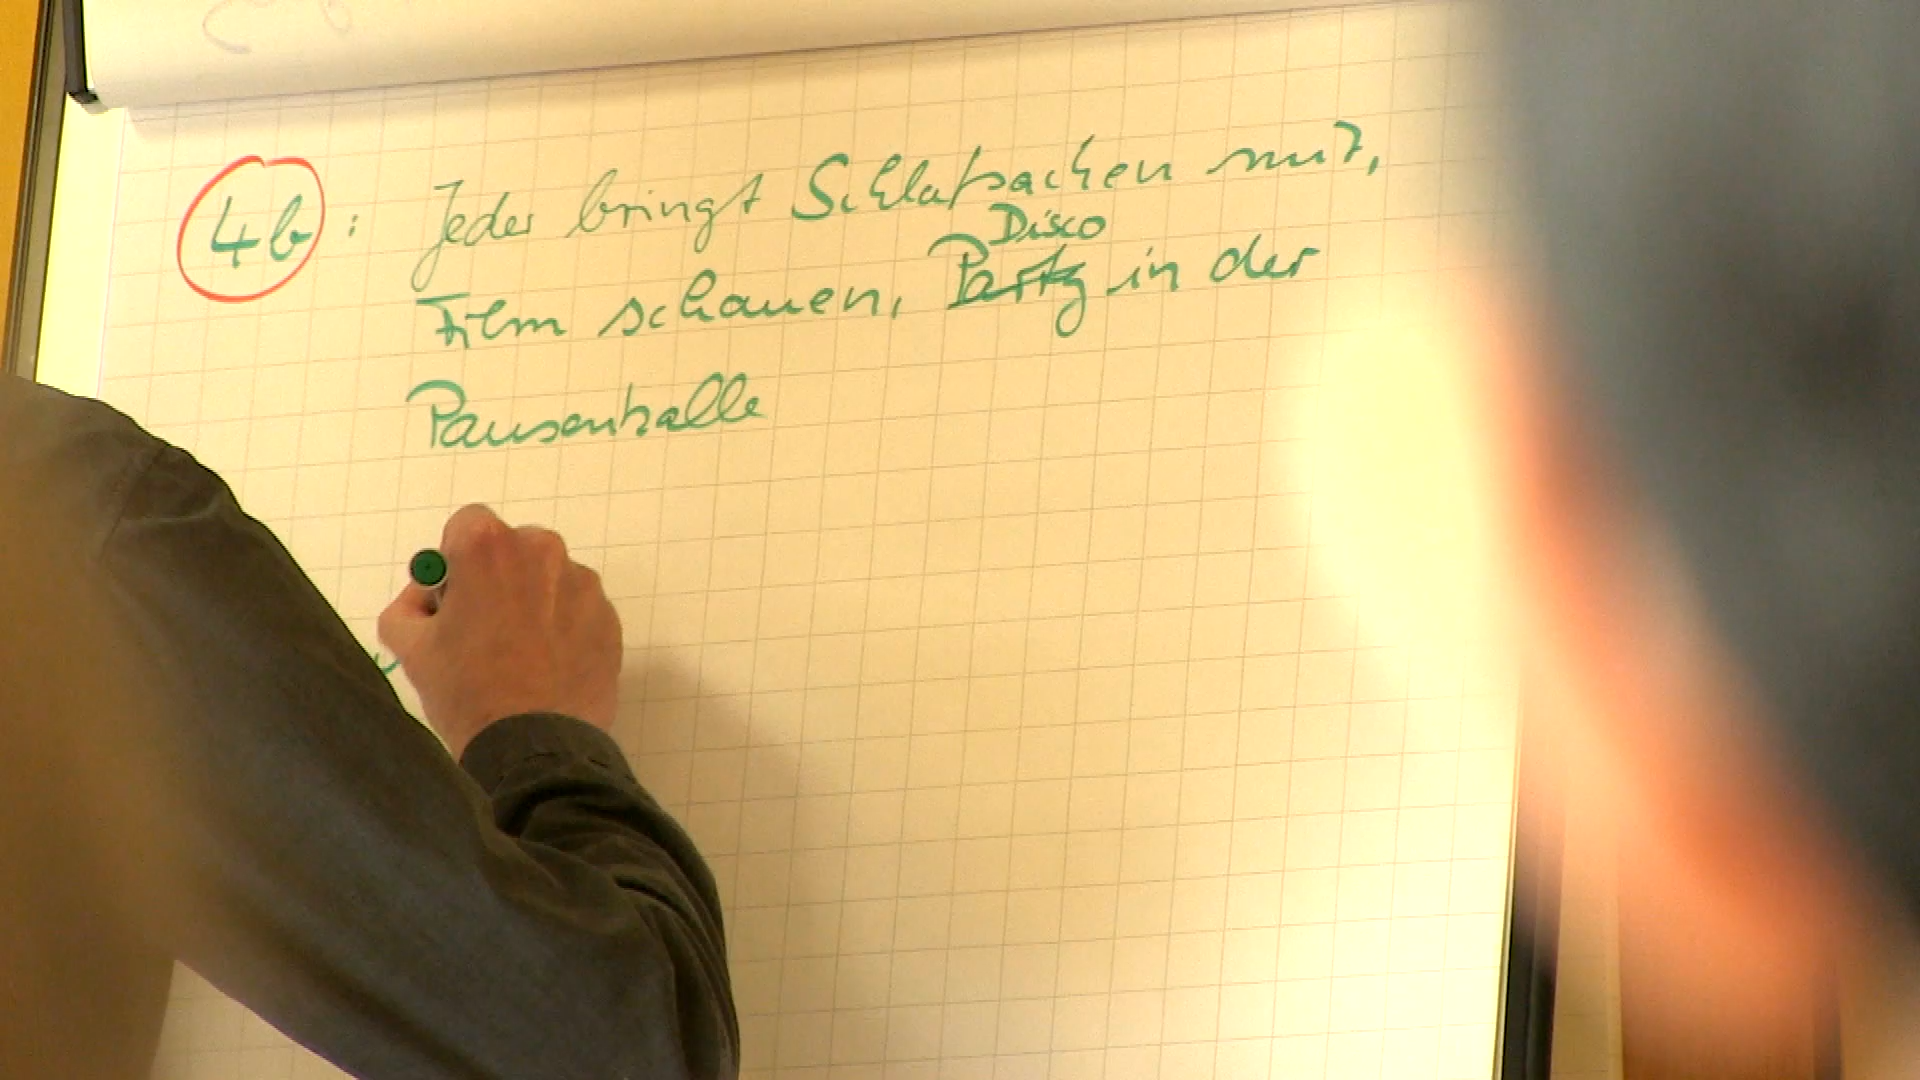 4b : Jeder bringt Schlafsachen mit,
Disco
Film schauen, Party in der
Pausenhalle